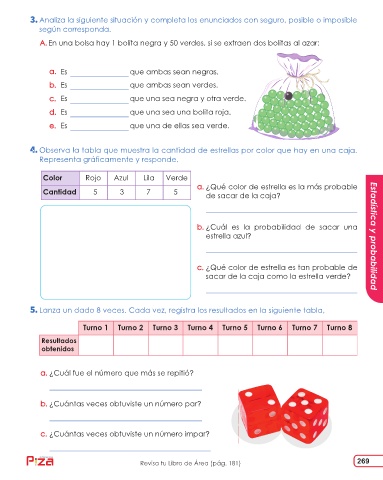 3. Analiza la siguiente situación y completa los enunciados con seguro, posible o imposible
según corresponda.
A. En una bolsa hay 1 bolita negra y 50 verdes, si se extraen dos bolitas al azar:
a. Es ____________ que ambas sean negras.
b. Es ____________ que ambas sean verdes.
c. Es ____________ que una sea negra y otra verde.
d. Es ____________ que una sea una bolita roja.
e. Es ____________ que una de ellas sea verde.
4. Observa la tabla que muestra la cantidad de estrellas por color que hay en una caja.
Representa gráficamente y responde.
Color Rojo Azul Lila Verde
Cantidad 5 3 7 5
a. ¿Qué color de estrella es la más probable
de sacar de la caja?
b. ¿Cuál es la probabilidad de sacar una
estrella azul?
c. ¿Qué color de estrella es tan probable de
sacar de la caja como la estrella verde?
Estadística y probabilidad
5. Lanza un dado 8 veces. Cada vez, registra los resultados en la siguiente tabla.
Turno 1 Turno 2 Turno 3 Turno 4 Turno 5 Turno 6 Turno 7 Turno 8
Resultados
obtenidos
a. ¿Cuál fue el número que más se repitió?
b. ¿Cuántas veces obtuviste un número par?
c. ¿Cuántas veces obtuviste un número impar?
Pza
Revisa tu Libro de Área (pág. 181)
269